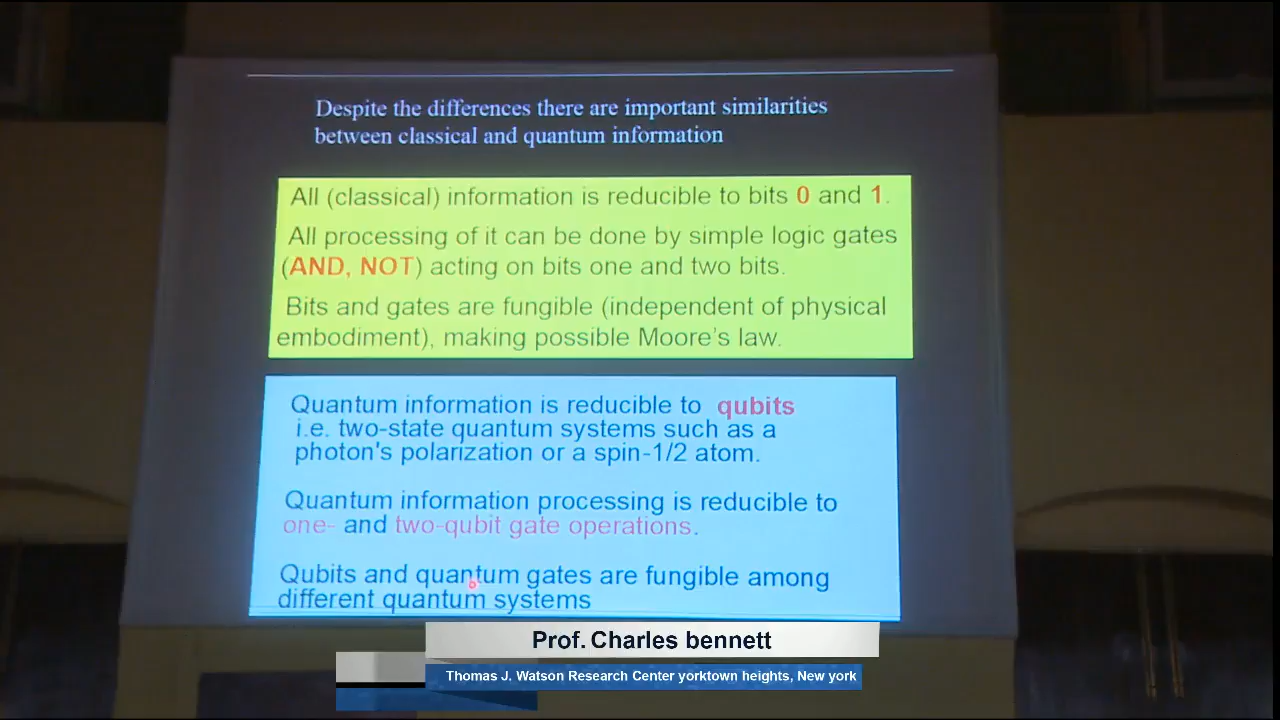 Despite the differences there are important similarities
between classical and quantum information
All (classical) information is reducible to bits 0 and 1.
All processing of it can be done by simple logic gates
(AND, NOT) acting on bits one and two bits.
Bits and gates are fungible (independent of physical
embodiment), making possible Moore's law.
Quantum information is reducible to qubits
i.e. two-state quantum systems such as a
photon's polarization or a spin-1/2 atom.
Quantum information processing is reducible to
one- and two-qubit gate operations.
Qubits and quantum gates are fungible among
different quantum systems
Prof. Charles bennett
Thomas J. Watson Research Center yorktown heights, New york